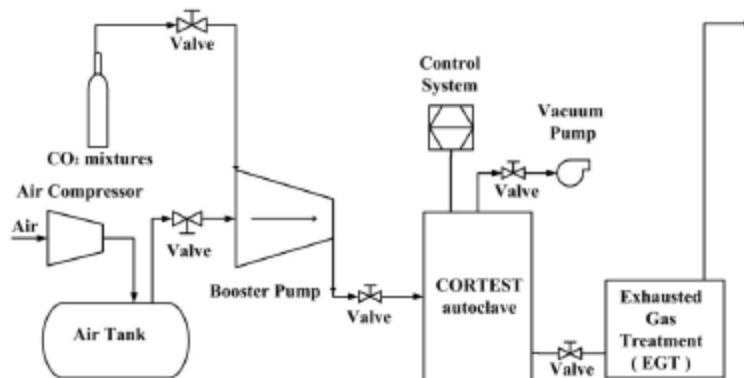 Valve
CO₂ mixtures
Air Compressor
Air
Valve
Air Tank
Booster Pump
Valve
Control
System
Vacuum
Pump
Valve
CORTEST
autoclave
Valve
Exhausted
Gas
Treatment
( EGT )